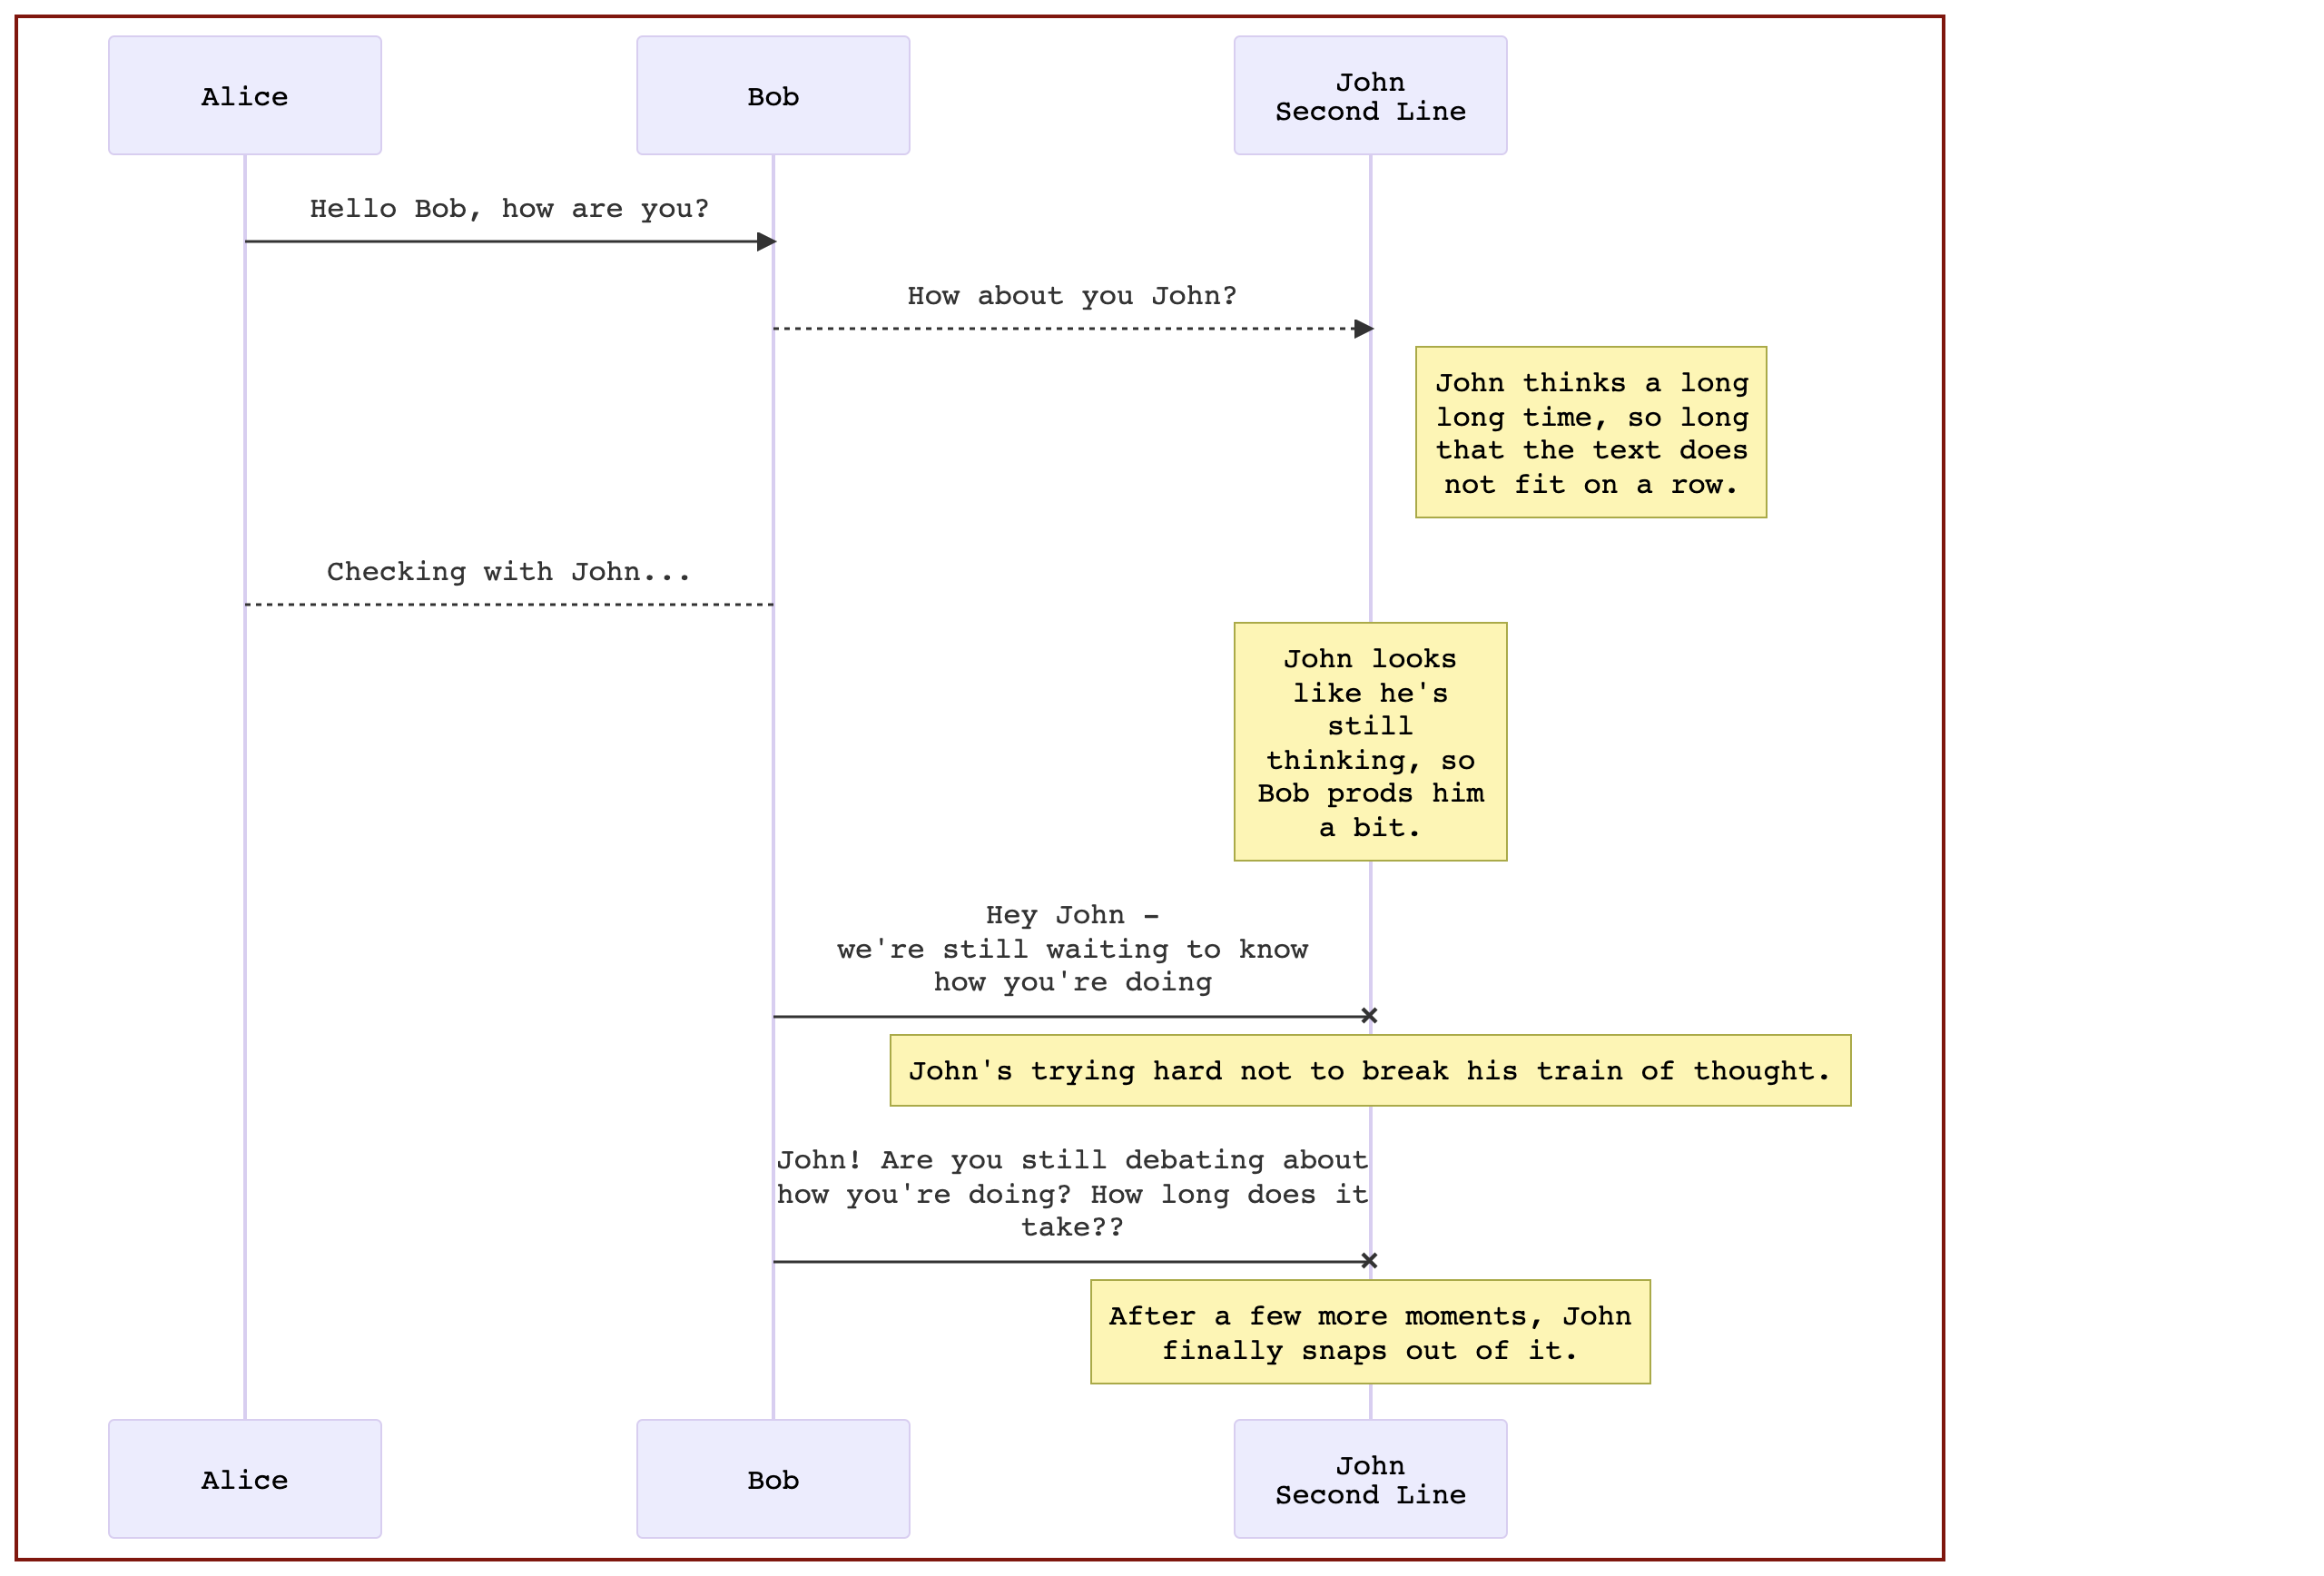 Alice
Bob
John
Second Line
Hello Bob, how are you?
How about you John?
John thinks a long
long time, so long
that the text does
not fit on a row.
Checking with John...
John looks
like he's
still
thinking, so
Bob prods him
a bit.
Hey John -
we're still waiting to know
how you're doing
John's trying hard not to break his train of thought.
John! Are you still debating about
how you're doing? How long does it
take??
After a few more moments, John
finally snaps out of it.
Alice
Bob
John
Second Line